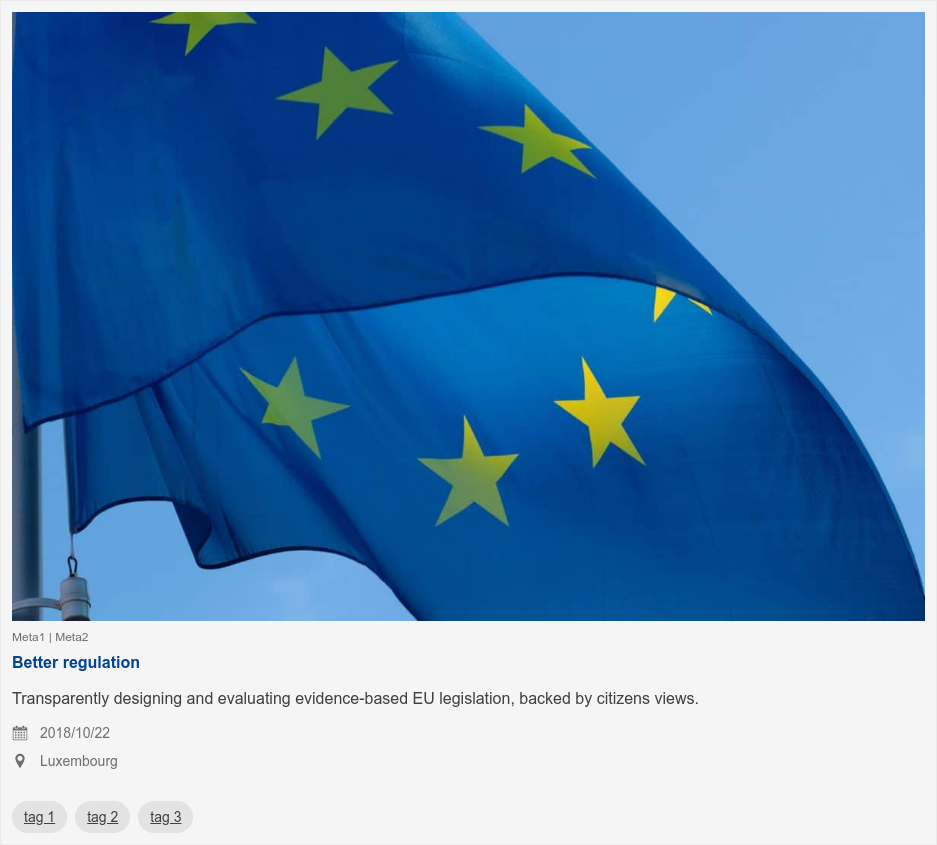 Meta1 | Meta2
Better regulation
Transparently designing and evaluating evidence-based EU legislation, backed by citizens views.
2018/10/22
Luxembourg
tag 1 tag 2 tag 3